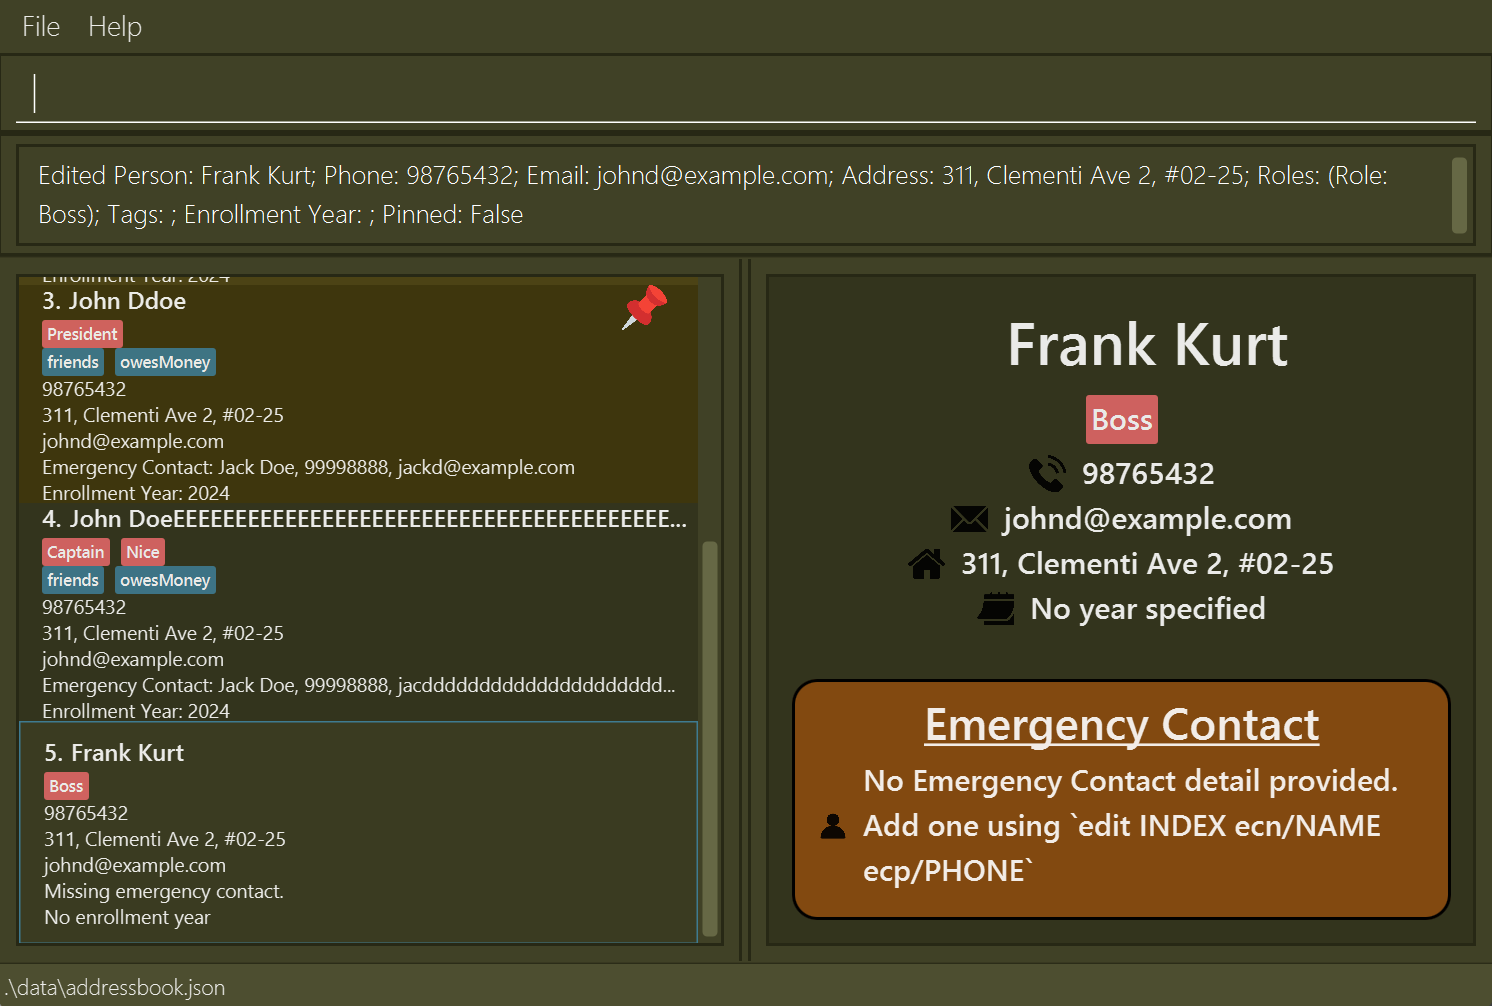 File Help
Edited Person: Frank Kurt; Phone: 98765432; Email: johnd@example.com; Address: 311, Clementi Ave 2, #02-25; Roles: (Role:
Boss); Tags: ; Enrollment Year: ; Pinned: False
Enrollment Year: 2024
3. John Ddoe
President
friends owesMoney
98765432
311, Clementi Ave 2, #02-25
johnd@example.com
Emergency Contact: Jack Doe, 99998888, jackd@example.com
Enrollment Year: 2024
4. John DoeEEEEEEEEEEEEEEEEEEEEEEEEEEEEEEEEEEEEEEEE...
Captain Nice
friends owesMoney
98765432
311, Clementi Ave 2, #02-25
johnd@example.com
Emergency Contact: Jack Doe, 99998888, jacdddddddddddddddddddddd...
Enrollment Year: 2024
5. Frank Kurt
Boss
98765432
311, Clementi Ave 2, #02-25
johnd@example.com
Missing emergency contact.
No enrollment year
Frank Kurt
Boss
98765432
johnd@example.com
311, Clementi Ave 2, #02-25
No year specified
Emergency Contact
No Emergency Contact detail provided.
Add one using `edit INDEX ecn/NAME
ecp/PHONE`
.\data\addressbook.json